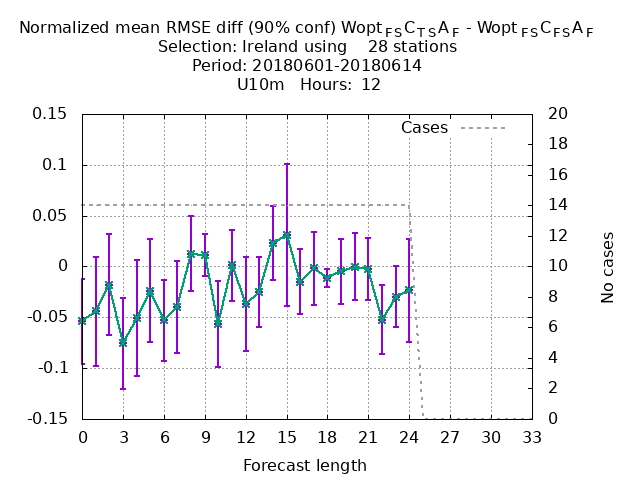 Normalized mean RMSE diff (90% conf) Wopt FS C T S A F - Wopt FS C F S A F
Selection: Ireland using 28 stations
Period: 20180601-20180614
U10m Hours: 12
Cases
0.15
0.1
0.05
0
-0.05
-0.1
-0.15
20
18
16
14
12
10
8
6
4
2
0
No cases
0 3 6 9 12 15 18 21 24 27 30 33
Forecast length